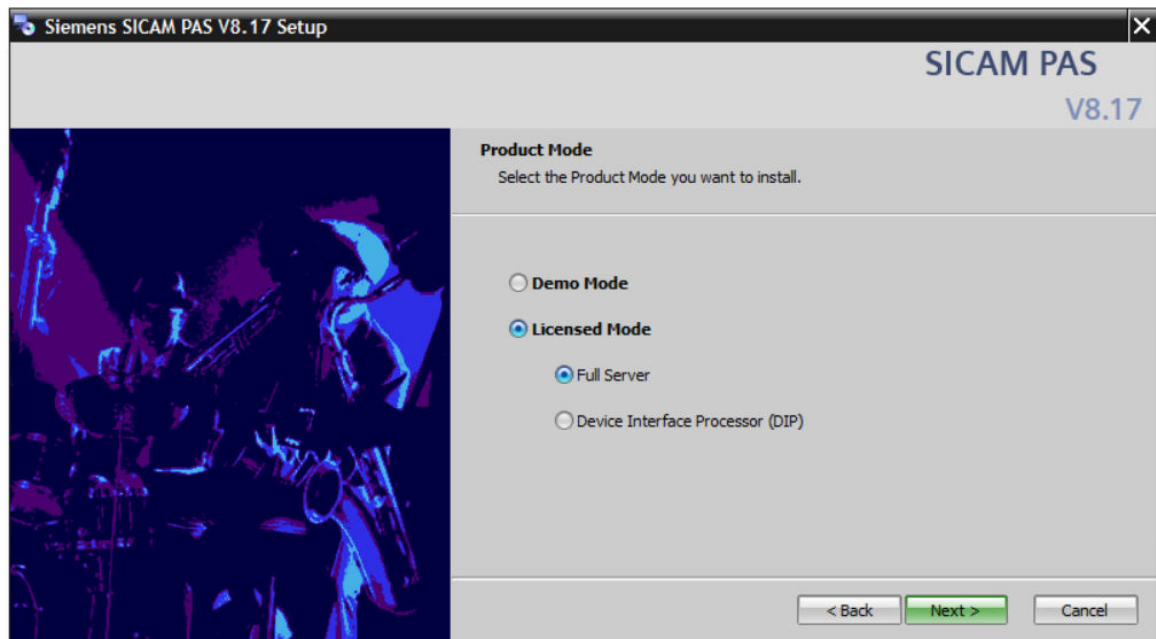 Siemens SICAM PAS V8.17 Setup
SICAM PAS
V8.17
Product Mode
Select the Product Mode you want to install.
Demo Mode
Licensed Mode
Full Server
Device Interface Processor (DIP)
< Back Next > Cancel